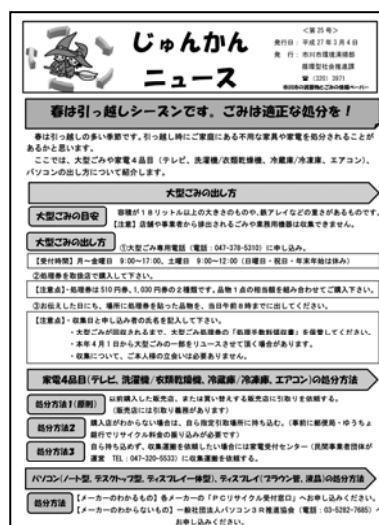 じゅんかん
ニュース
＜第25号＞
発行日：平成27年3月4日
発　行：市川市環境清掃部
循環型社会推進課
☎（320）3971
市川市の資源物とごみの情報ペーパー
春は引っ越しシーズンです。ごみは適正な処分を！
春は引っ越しの多い季節です。引っ越し時にご家庭にある不用な家具や家電を処分されることが
あるかと思います。
ここでは、大型ごみや家電4品目（テレビ、洗濯機/衣類乾燥機、冷蔵庫/冷凍庫、エアコン）、
パソコンの出し方について紹介します。
大型ごみの出し方
大型ごみの目安
容積が18リットル以上の大きさのものや、鉄アレイなどの重さがあるものです。
【注意】店舗や事業者から排出されるごみや業務用機器は収集できません。
大型ごみの出し方
①大型ごみ専用電話（電話：047-378-5310）に申し込み。
【受付時間】月～金曜日　9:00～17:00、土曜日　9:00～12:00（日曜日・祝日・年末年始は休み）
②処理券を取扱店で購入して下さい。
【注意点】・処理券は510円券、1,030円券の2種類です。品物1点の相当額を組み合わせてご購入下さい。
③お伝えした日にち、場所に処理券を貼った品物を、当日午前8時までに出してください。
【注意点】・収集日と申し込み者の氏名を記入して下さい。
・大型ごみが回収されるまで、大型ごみ処理券の「処理手数料領収書」を保管してください。
・本年4月1日から大型ごみの一部をリユースさせて頂く場合があります。
・収集について、ご本人様の立会いは必要ありません。
家電4品目(テレビ、洗濯機/衣類乾燥機、冷蔵庫/冷凍庫、エアコン)の処分方法
処分方法1(原則)
以前購入した販売店、または買い替えする販売店に引取りを依頼する。
（販売店には引取り義務があります）
処分方法2
購入店がわからない場合は、自ら指定引取場所に持ち込む。（事前に郵便局・ゆうちょ
銀行でリサイクル料金の振り込みが必要です）
処分方法3
自ら持ち込めず、収集運搬を依頼したい場合には家電受付センター（民間事業者団体が
運営　TEL：047-320-5533）に収集運搬を依頼する。
パソコン(ノート型、デスクトップ型、ディスプレイ一体型)、ディスプレイ(ブラウン管、液晶)の処分方法
処分方法
【メーカーのわかるもの】各メーカーの「PCリサイクル受付窓口」へお申し込みください。
【メーカーのわからないもの】一般社団法人パソコン3R推進協会（電話：03-5282-7685）へ
お申し込みください。